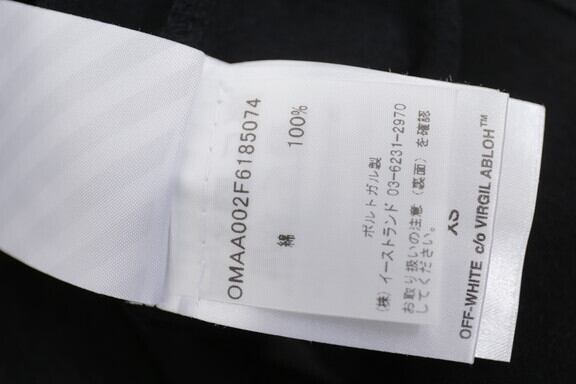 OMAA002F6185074
綿 100%
ポルトガル製
(株) イーストランド 03-6231-2970
お取り扱いの注意 (裏面) を確認
してください。
XS
OFF-WHITE c/o VIRGIL ABLOH™